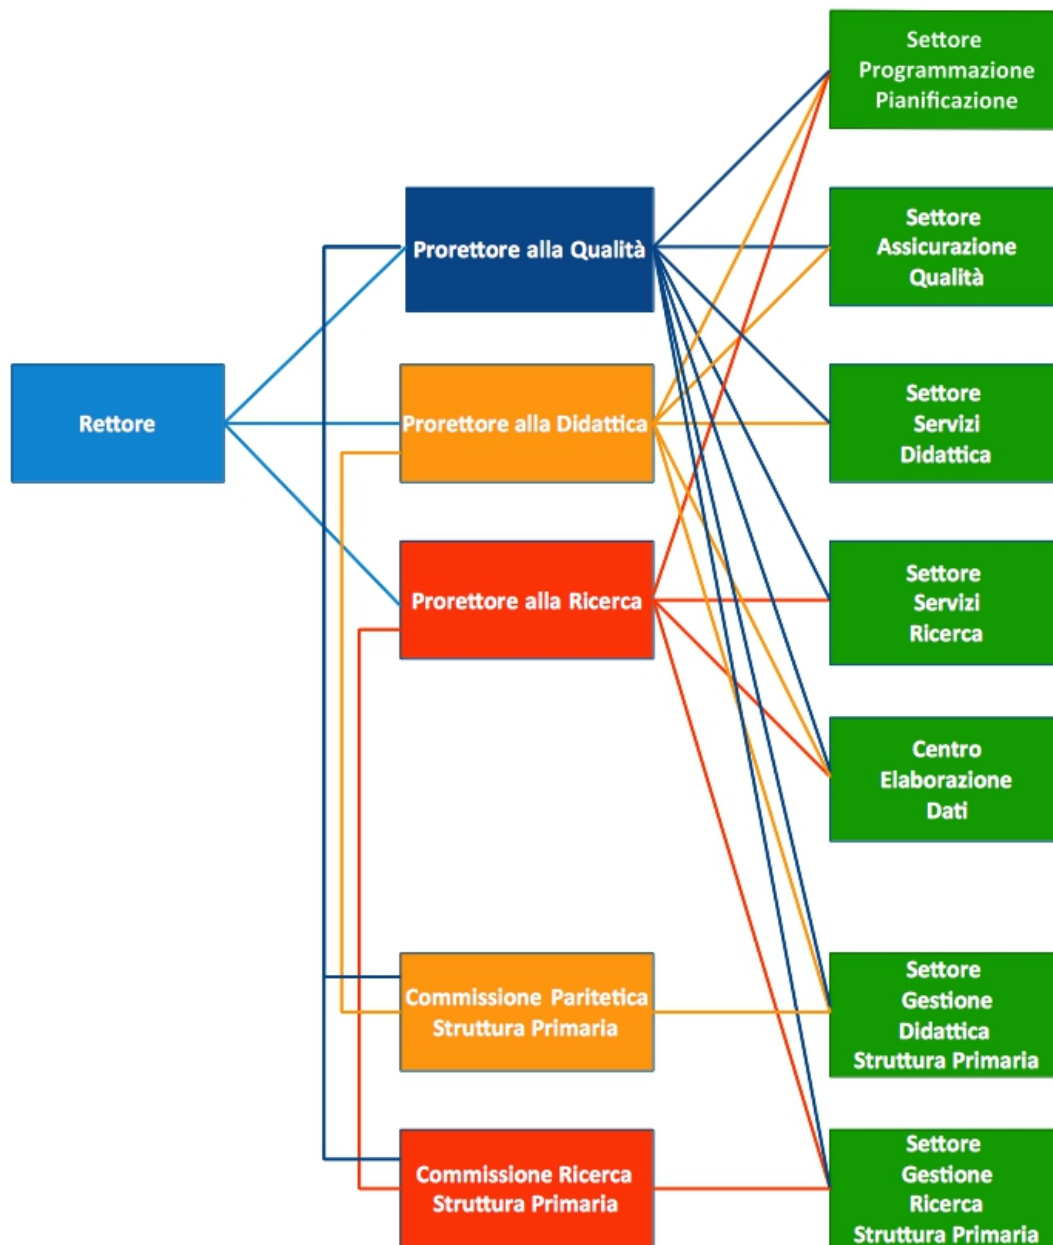 Settore
Programmazione
Pianificazione
Prorettore alla Qualità
Settore
Assicurazione
Qualità
Rettore
Prorettore alla Didattica
Settore
Servizi
Didattica
Prorettore alla Ricerca
Settore
Servizi
Ricerca
Centro
Elaborazione
Dati
Commissione Paritetica
Struttura Primaria
Settore
Gestione
Didattica
Struttura Primaria
Commissione Ricerca
Struttura Primaria
Settore
Gestione
Ricerca
Struttura Primaria